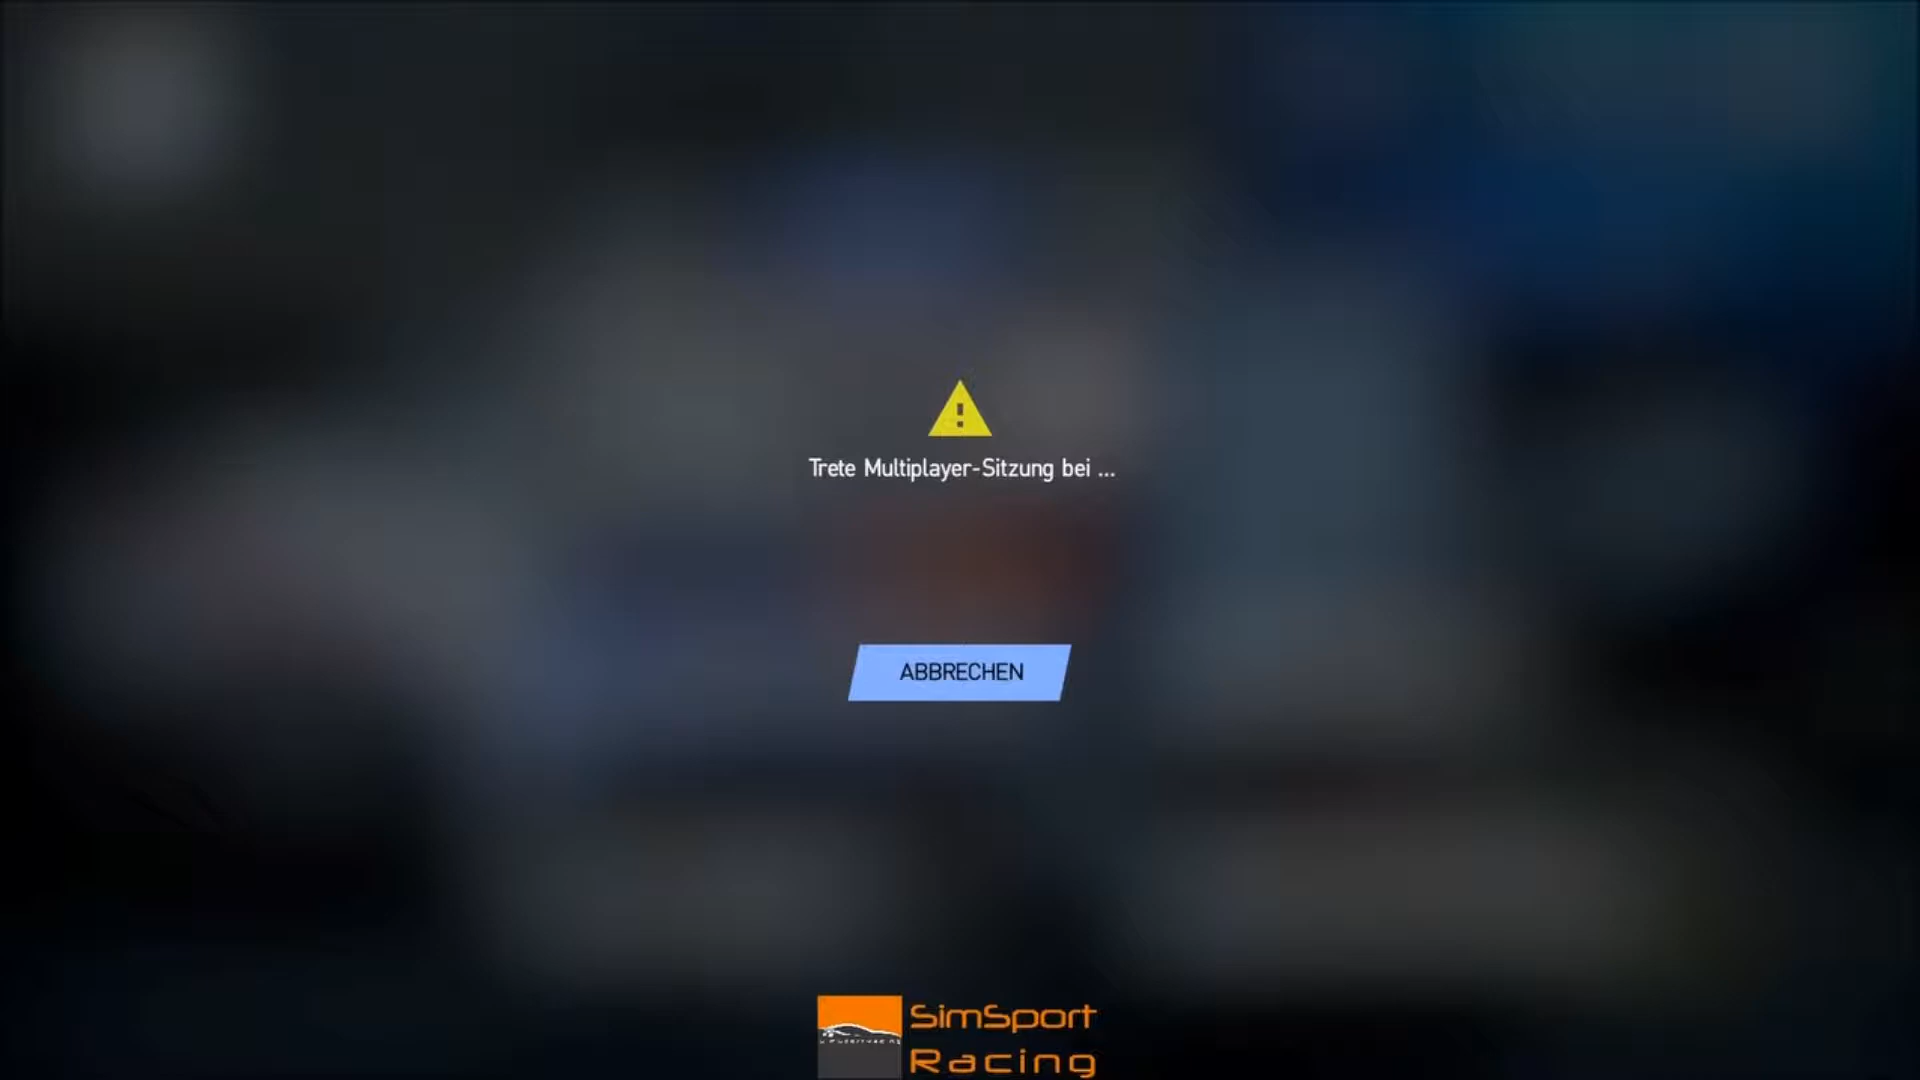 Trete Multiplayer-Sitzung bei ...
ABBRECHEN
SimSport
Racing